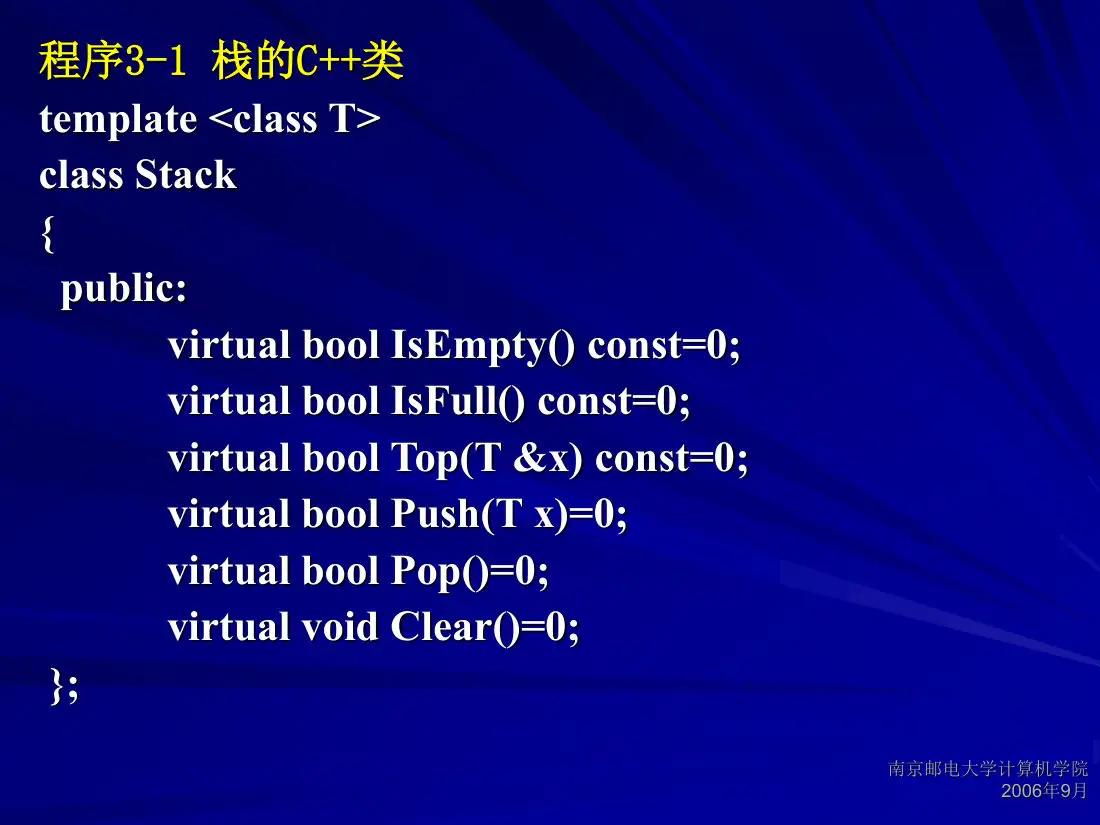 程序3-1 栈的C++类
template <class T>
class Stack
{
public:
virtual bool IsEmpty() const=0;
virtual bool IsFull() const=0;
virtual bool Top(T &x) const=0;
virtual bool Push(T x)=0;
virtual bool Pop()=0;
virtual void Clear()=0;
};
南京邮电大学计算机学院
2006年9月